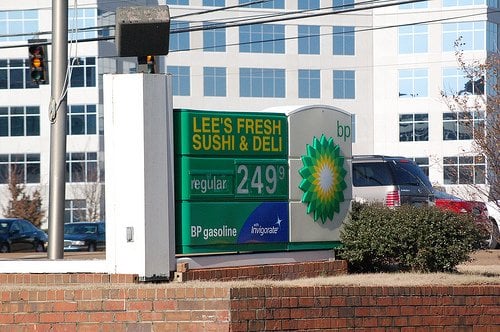 LEE'S FRESH
SUSHI & DELI
bp
regular 249 9
BP gasoline invigorate